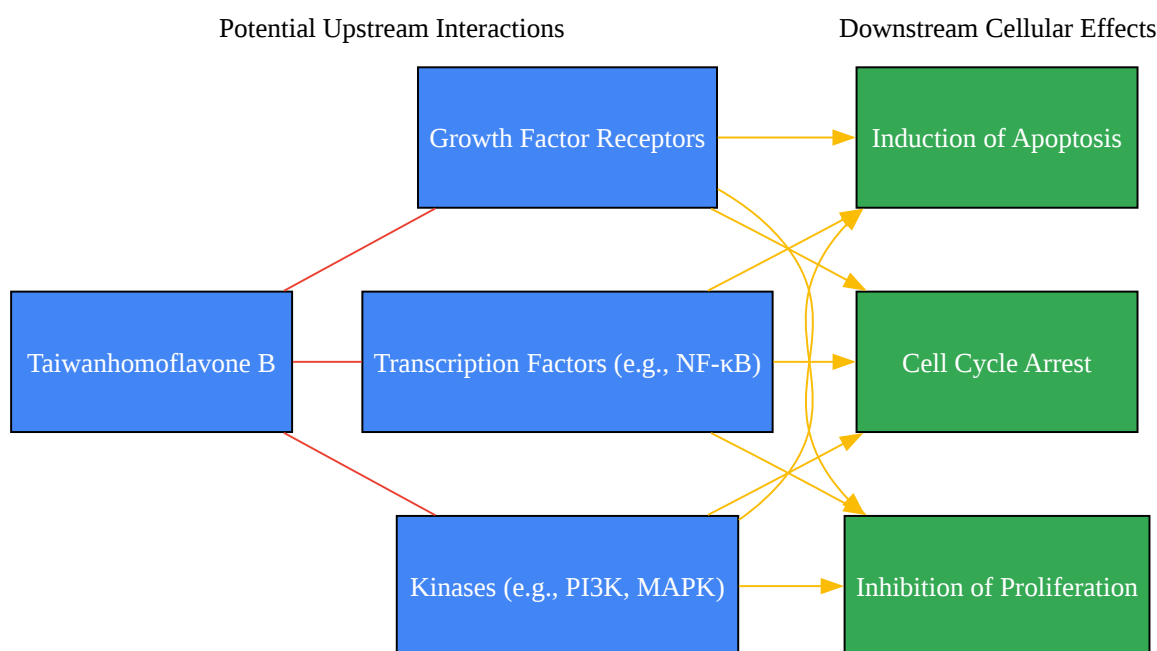 Potential Upstream Interactions
Downstream Cellular Effects
Growth Factor Receptors
Induction of Apoptosis
Taiwanhomoflavone B
Transcription Factors (e.g., NF-κB)
Cell Cycle Arrest
Kinases (e.g., PI3K, MAPK)
Inhibition of Proliferation